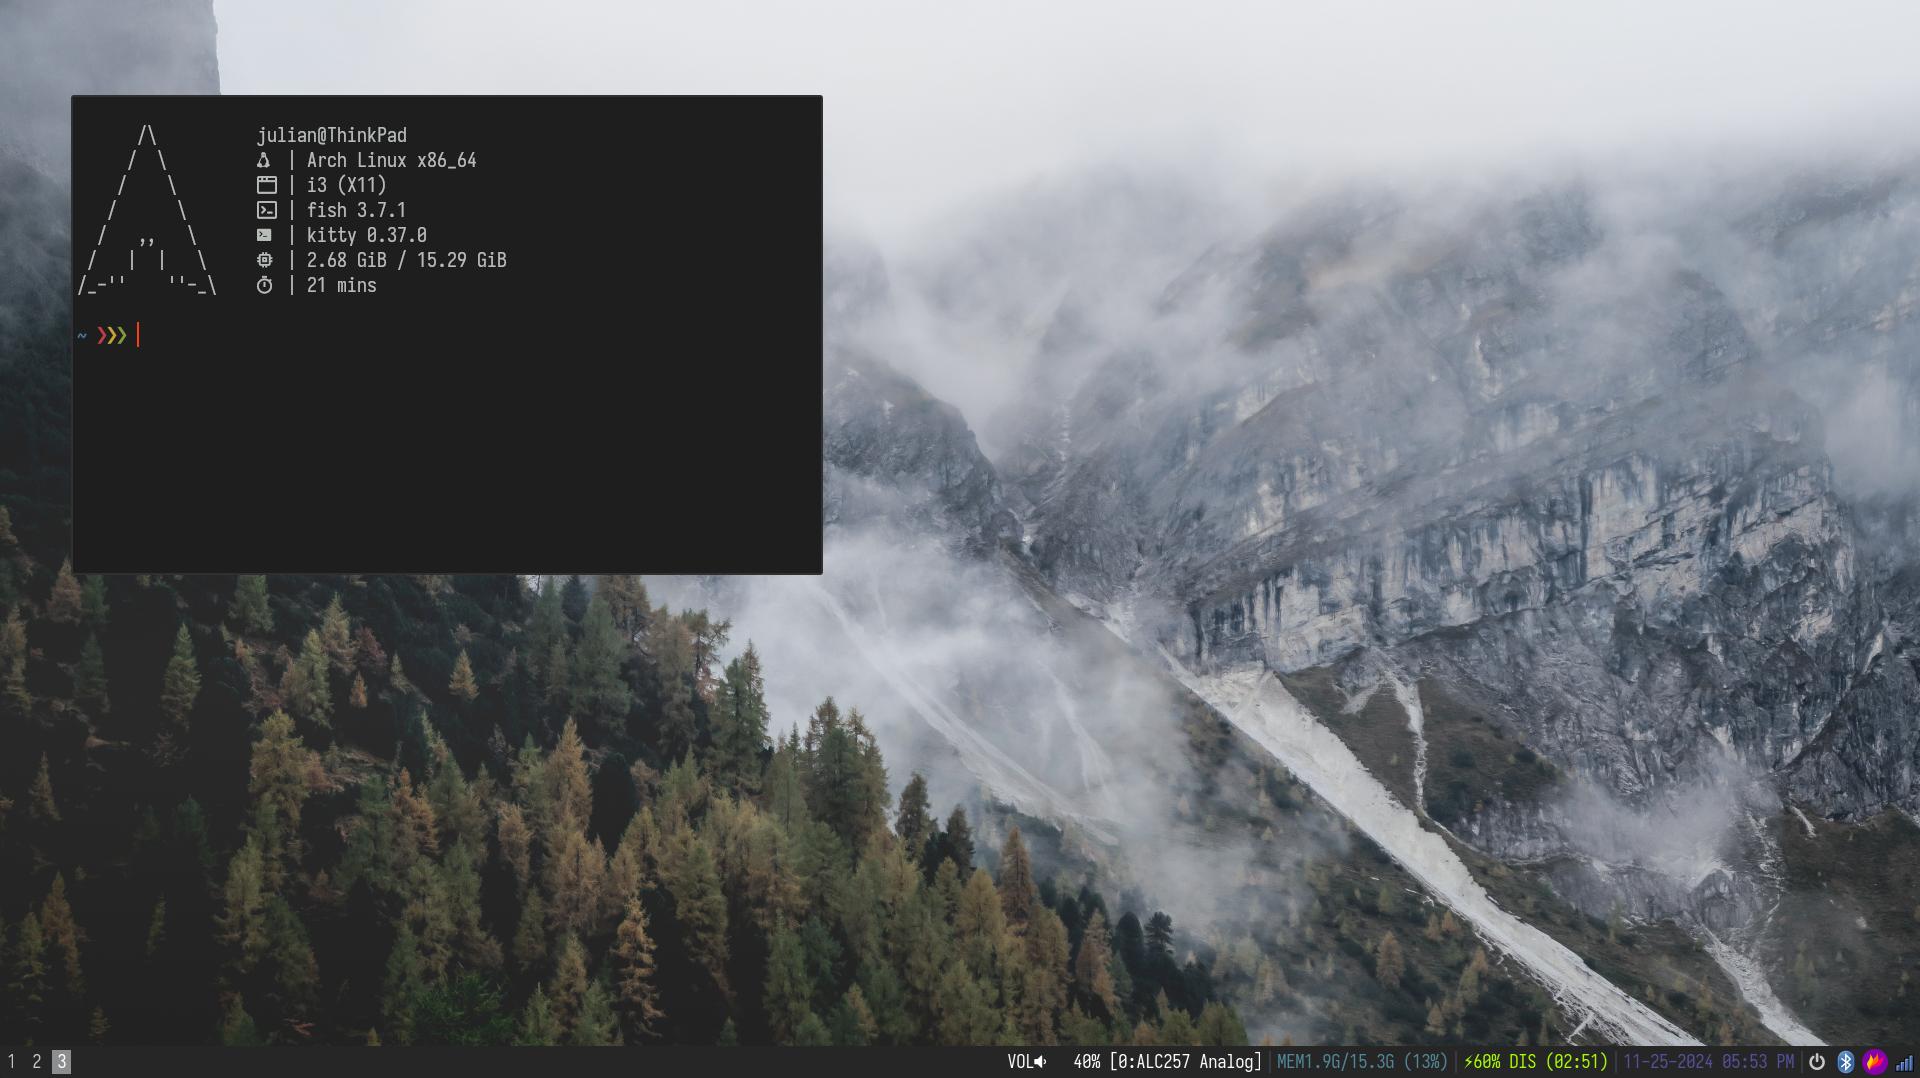 julian@ThinkPad
| Arch Linux x86_64
| i3 (X11)
| fish 3.7.1
| kitty 0.37.0
| 2.68 GiB / 15.29 GiB
| 21 mins
~ ❯❯❯
1 2 3 VOL 40% [0:ALC257 Analog] | MEM1.9G/15.3G (13%) | ⚡60% DIS (02:51) | 11-25-2024 05:53 PM |